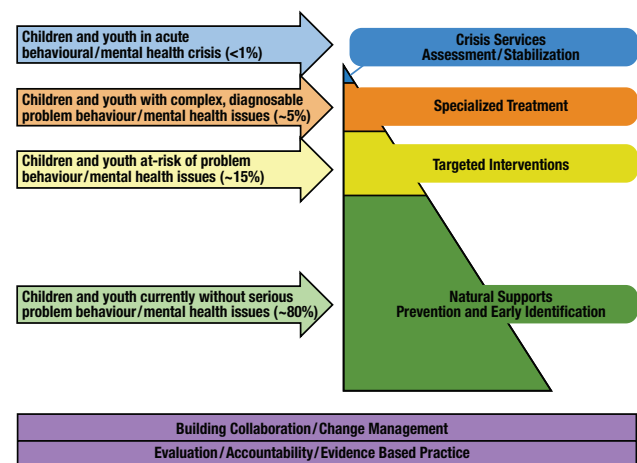 Children and youth in acute
behavioural/mental health crisis (<1%)
Crisis Services
Assessment/Stabilization
Children and youth with complex, diagnosable
problem behaviour/mental health issues (~5%)
Specialized Treatment
Children and youth at-risk of problem
behaviour/mental health issues (~15%)
Targeted Interventions
Children and youth currently without serious
problem behaviour/mental health issues (~80%)
Natural Supports
Prevention and Early Identification
Building Collaboration/Change Management
Evaluation/Accountability/Evidence Based Practice